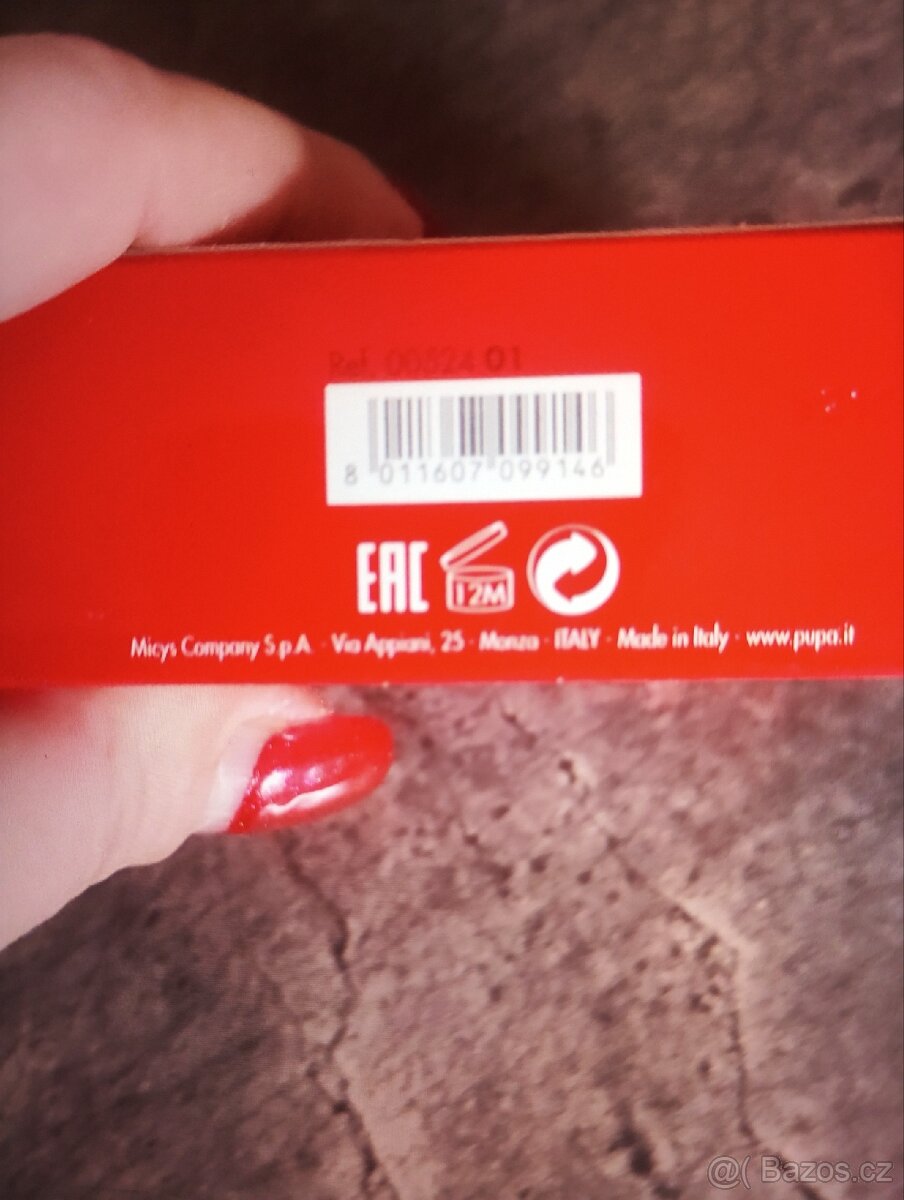 Ref. 00824 01
8 011607 099146
EAC
12M
Micys Company S.p.A. · Via Appiani, 25 · Monza · ITALY · Made in Italy · www.pupa.it
@( Bazos.cz